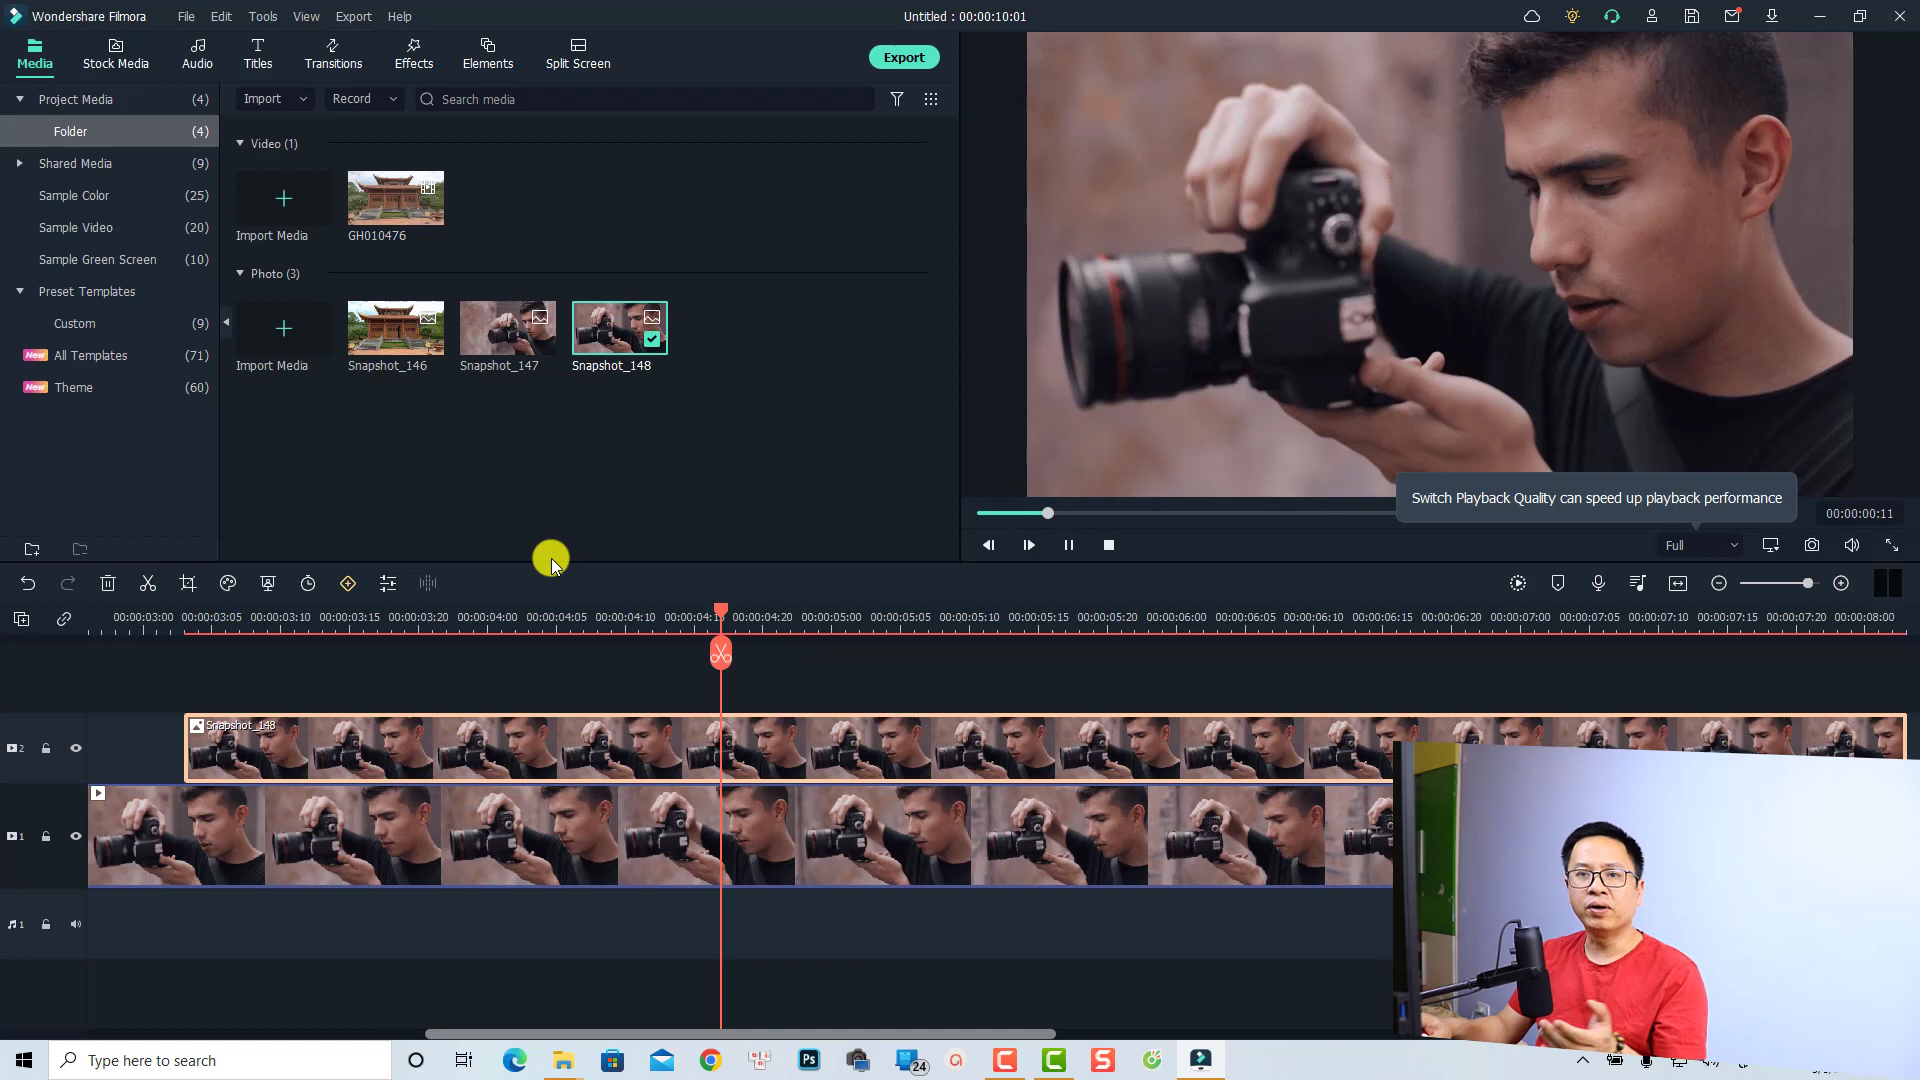 Wondershare Filmora File Edit Tools View Export Help Untitled : 00:00:10:01
Media Stock Media Audio Titles Transitions Effects Elements Split Screen Export
Project Media (4) Import Record Search media
Folder (4)
Video (1)
Shared Media (9)
Sample Color (25)
Sample Video (20)
Import Media GH010476
Sample Green Screen (10)
Photo (3)
Preset Templates
Custom (9)
New All Templates (71)
Import Media Snapshot_146 Snapshot_147 Snapshot_148
New Theme (60)
Switch Playback Quality can speed up playback performance
00:00:00:11
Full
00:00:03:00 00:00:03:05 00:00:03:10 00:00:03:15 00:00:03:20 00:00:04:00 00:00:04:05 00:00:04:10 00:00:04:20 00:00:05:00 00:00:05:05 00:00:05:10 00:00:05:15 00:00:05:20 00:00:06:00 00:00:06:05 00:00:06:10 00:00:06:15 00:00:06:20 00:00:07:00 00:00:07:05 00:00:07:10 00:00:07:15 00:00:07:20 00:00:08:00
Snapshot_148
2
1
1
Type here to search Ps 24 C C S